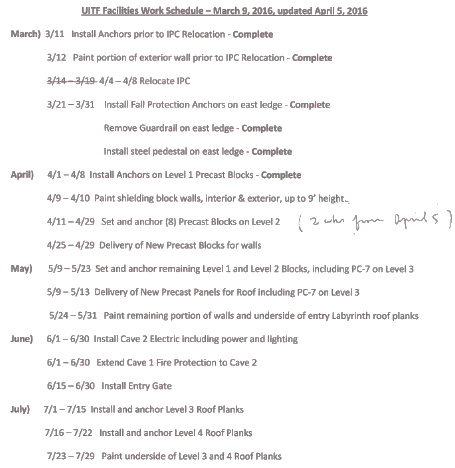 UITF Facilities Work Schedule – March 9, 2016, updated April 5, 2016
March) 3/11 Install Anchors prior to IPC Relocation - Complete
3/12 Paint portion of exterior wall prior to IPC Relocation - Complete
3/14 – 3/19 4/4 – 4/8 Relocate IPC
3/21 – 3/31 Install Fall Protection Anchors on east ledge - Complete
Remove Guardrail on east ledge - Complete
Install steel pedestal on east ledge - Complete
April) 4/1 – 4/8 Install Anchors on Level 1 Precast Blocks - Complete
4/9 – 4/10 Paint shielding block walls, interior & exterior, up to 9' height..
4/11 – 4/29 Set and anchor (8) Precast Blocks on Level 2 (2 wks from April 5)
4/25 – 4/29 Delivery of New Precast Blocks for walls
May) 5/9 – 5/23 Set and anchor remaining Level 1 and Level 2 Blocks, including PC-7 on Level 3
5/9 – 5/13 Delivery of New Precast Panels for Roof including PC-7 on Level 3
5/24 – 5/31 Paint remaining portion of walls and underside of entry Labyrinth roof planks
June) 6/1 – 6/30 Install Cave 2 Electric including power and lighting
6/1 – 6/30 Extend Cave 1 Fire Protection to Cave 2
6/15 – 6/30 Install Entry Gate
July) 7/1 – 7/15 Install and anchor Level 3 Roof Planks
7/16 – 7/22 Install and anchor Level 4 Roof Planks
7/23 – 7/29 Paint underside of Level 3 and 4 Roof Planks